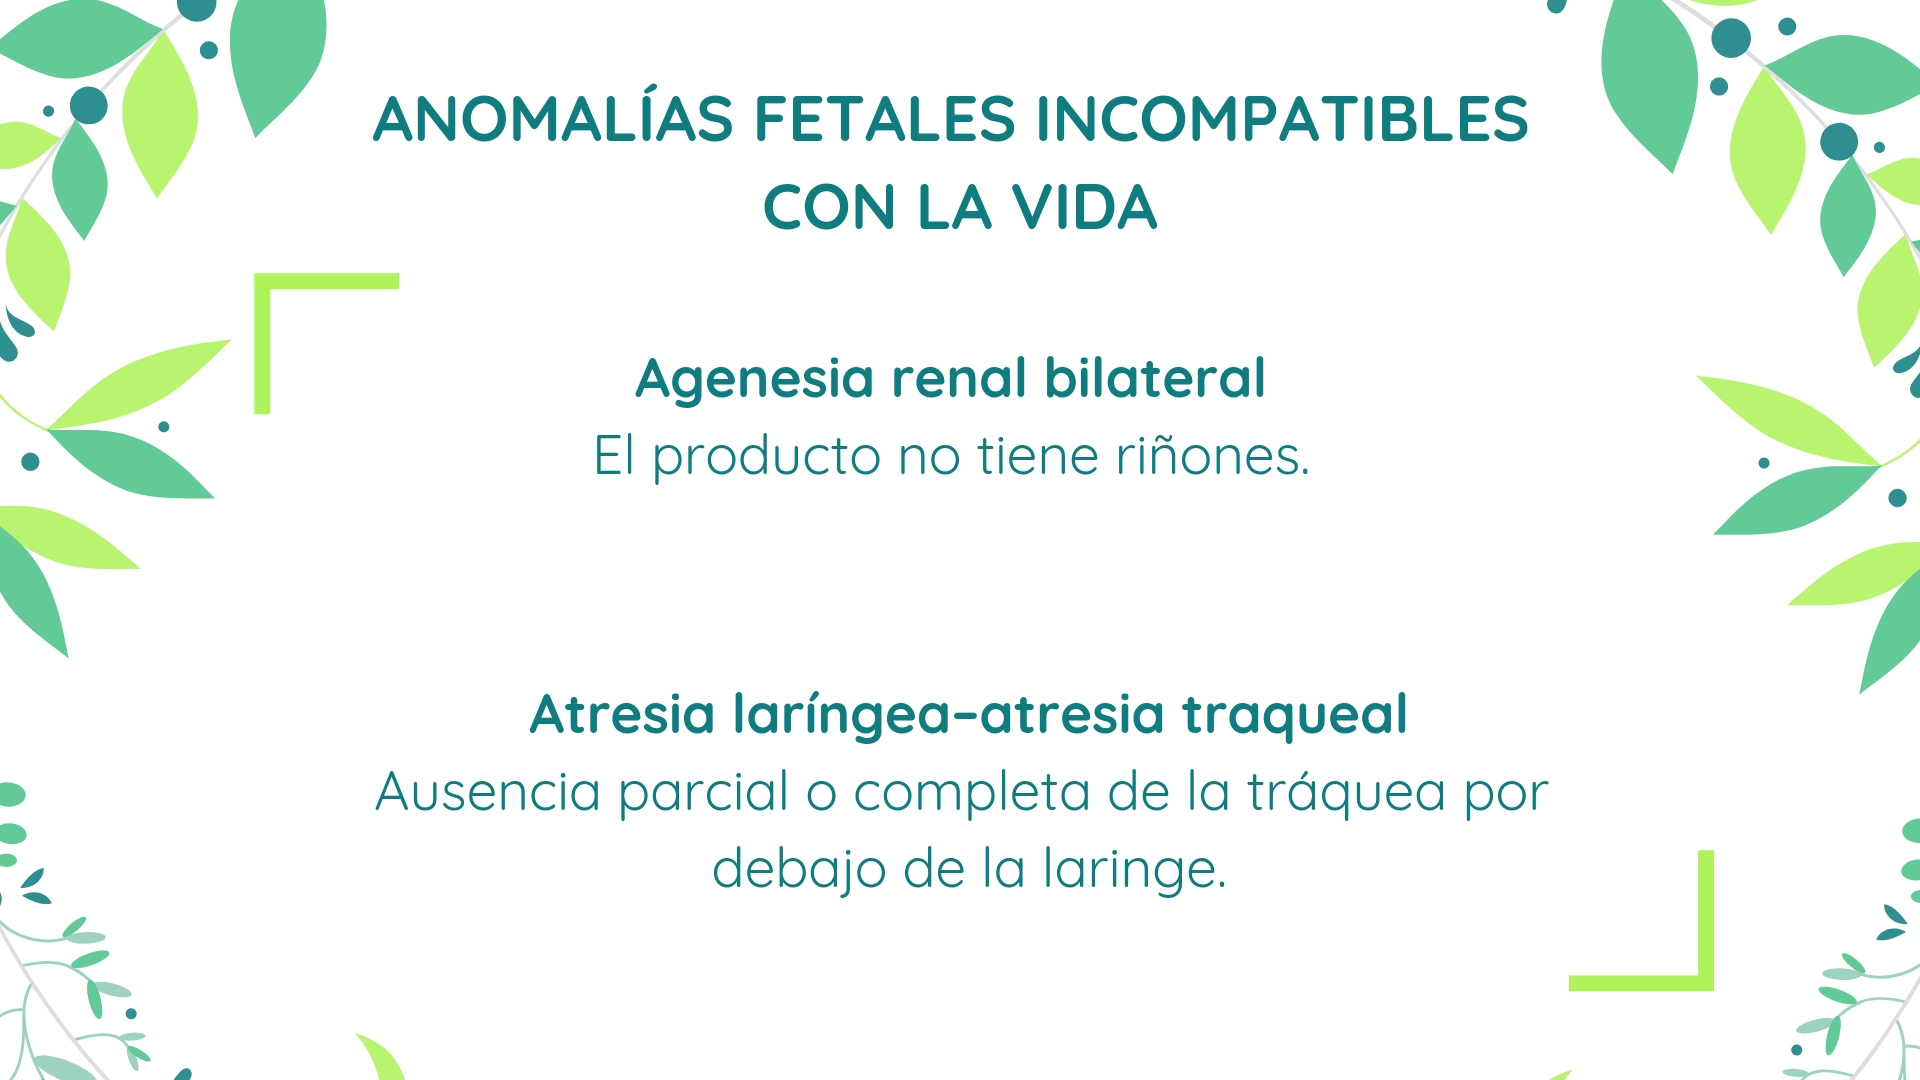 ANOMALÍAS FETALES INCOMPATIBLES
CON LA VIDA
Agenesia renal bilateral
El producto no tiene riñones.
Atresia laríngea–atresia traqueal
Ausencia parcial o completa de la tráquea por
debajo de la laringe.